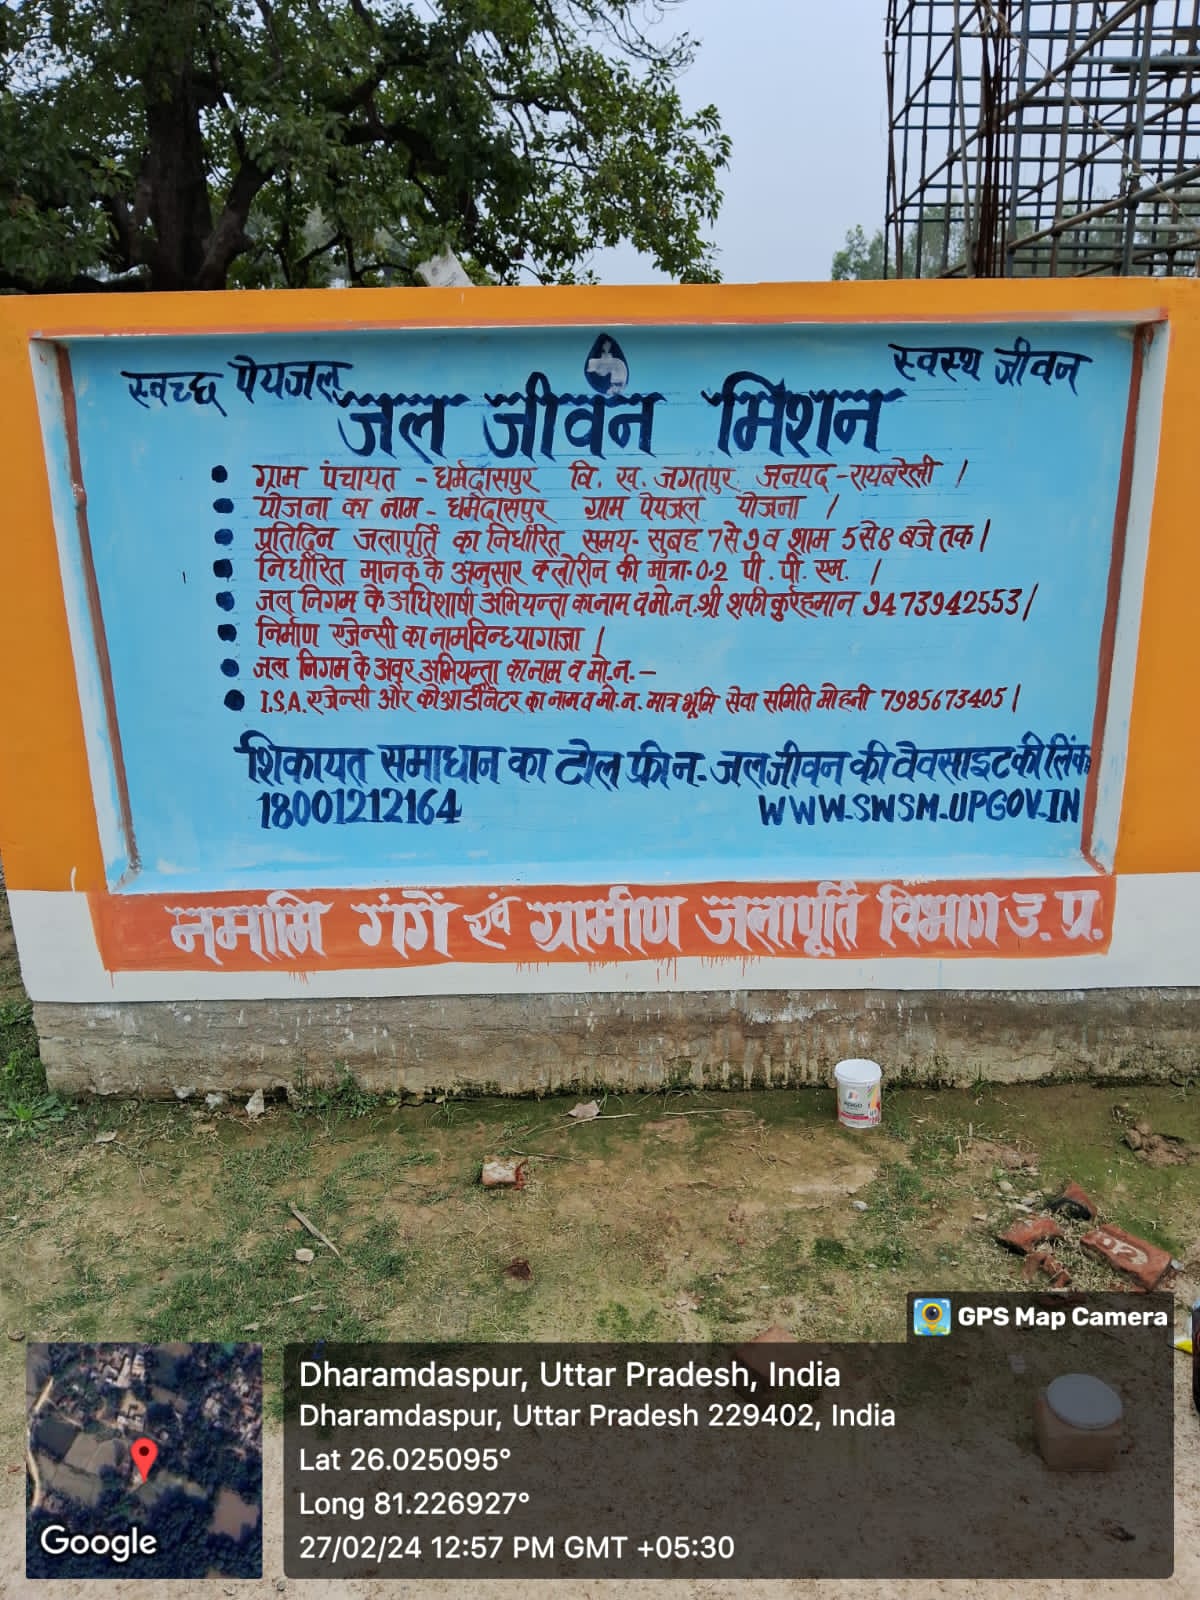 स्वच्छ पेयजल
स्वस्थ जीवन
जल जीवन मिशन
ग्राम पंचायत - धर्मदासपुर वि. ख. जगतपुर जनपद - रायबरेली ।
योजना का नाम - धर्मदासपुर ग्राम पेयजल योजना ।
प्रतिदिन जलापूर्ति का निर्धारित समय- सुबह 7 से 9 व शाम 5 से 8 बजे तक।
निर्धारित मानक के अनुसार क्लोरीन की मात्रा- 0.2 पी. पी. एम. ।
जल निगम के अधिशाषी अभियन्ता का नाम व मो.न. श्री शफीकुर्रहमान 9473942553।
निर्माण एजेन्सी का नाम विन्ध्या गाजा ।
जल निगम के अवर अभियन्ता का नाम व मो.न. –
I.S.A. एजेन्सी और कोआर्डीनेटर का नाम व मो.न. मात्र भूमि सेवा समिति मोहनी 7985673405।
शिकायत समाधान का टोल फ्री न.- जल जीवन की वेवसाइट की लिंक
18001212164 WWW.SWSM.UPGOV.IN
नमामि गंगें एवं ग्रामीण जलापूर्ति विभाग उ. प्र.
INDIGO
GPS Map Camera
Dharamdaspur, Uttar Pradesh, India
Dharamdaspur, Uttar Pradesh 229402, India
Lat 26.025095°
Long 81.226927°
27/02/24 12:57 PM GMT +05:30
Google